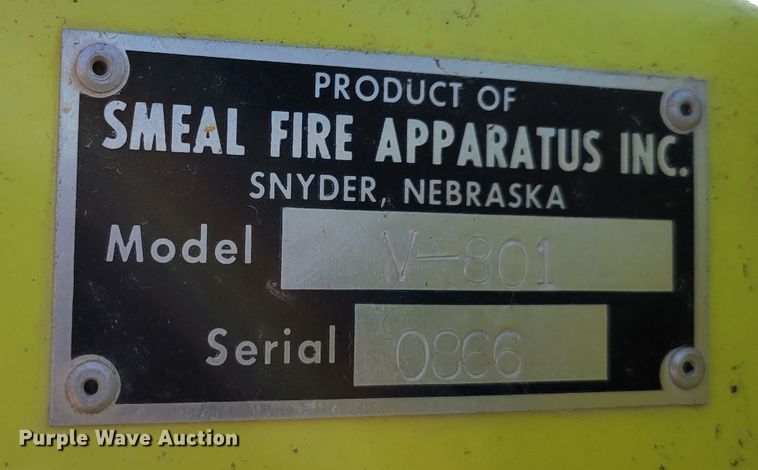 PRODUCT OF
SMEAL FIRE APPARATUS INC.
SNYDER, NEBRASKA
Model V-801
Serial 0866
Purple Wave Auction